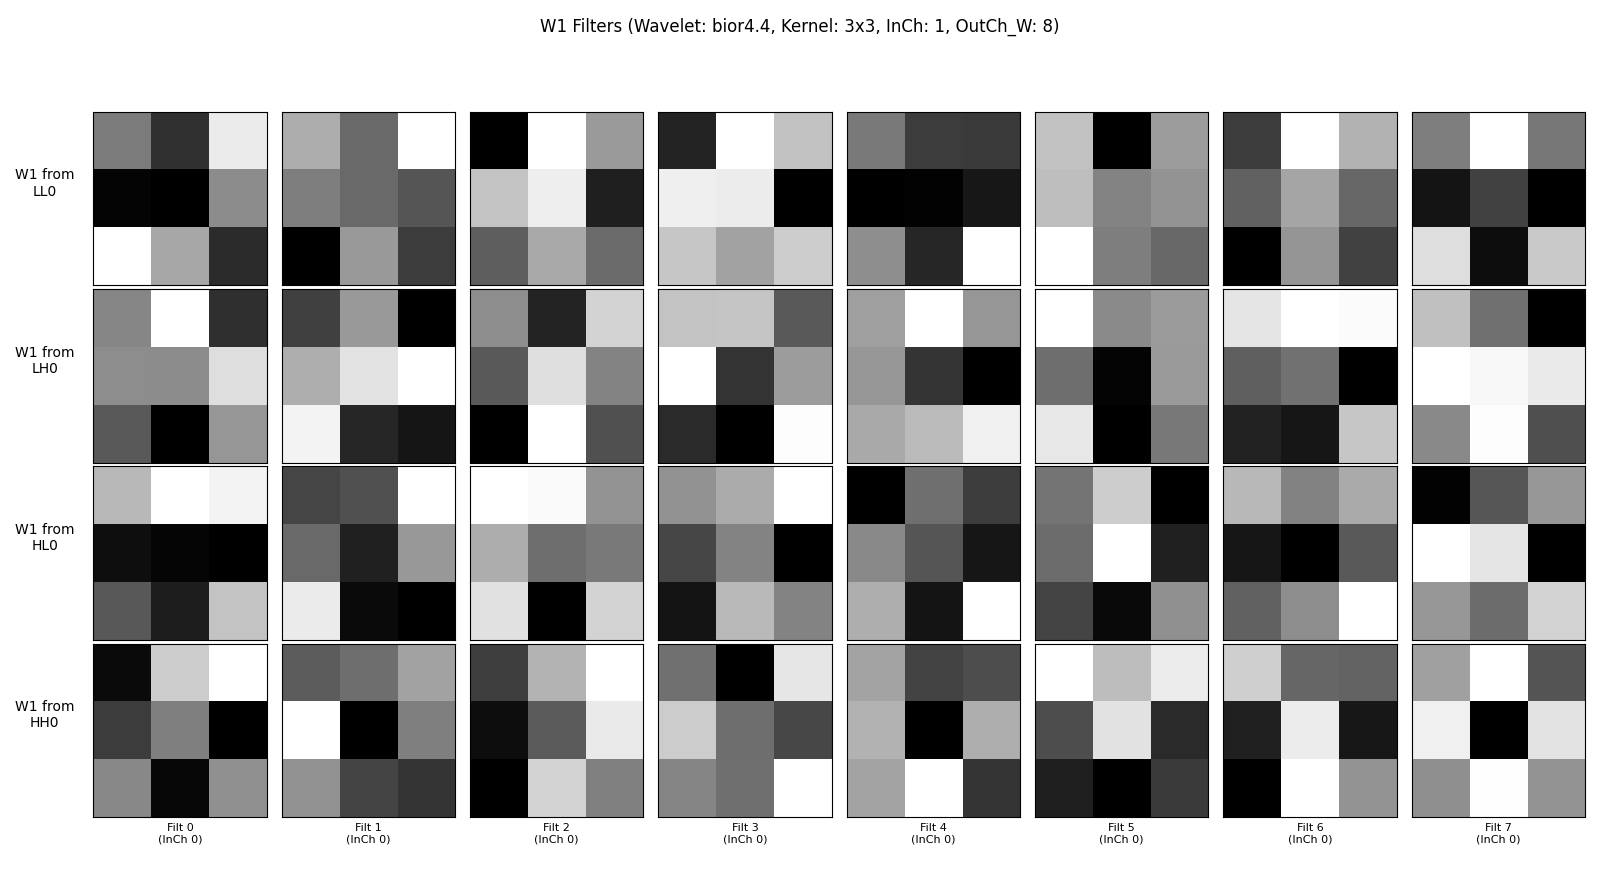 W1 Filters (Wavelet: bior4.4, Kernel: 3x3, InCh: 1, OutCh_W: 8)
W1 from
LL0
W1 from
LH0
W1 from
HL0
W1 from
HH0
Filt 0
(InCh 0)
Filt 1
(InCh 0)
Filt 2
(InCh 0)
Filt 3
(InCh 0)
Filt 4
(InCh 0)
Filt 5
(InCh 0)
Filt 6
(InCh 0)
Filt 7
(InCh 0)